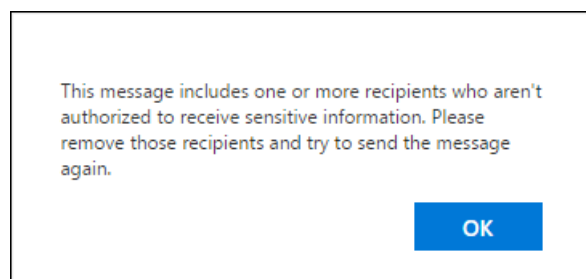 This message includes one or more recipients who aren't
authorized to receive sensitive information. Please
remove those recipients and try to send the message
again.
OK